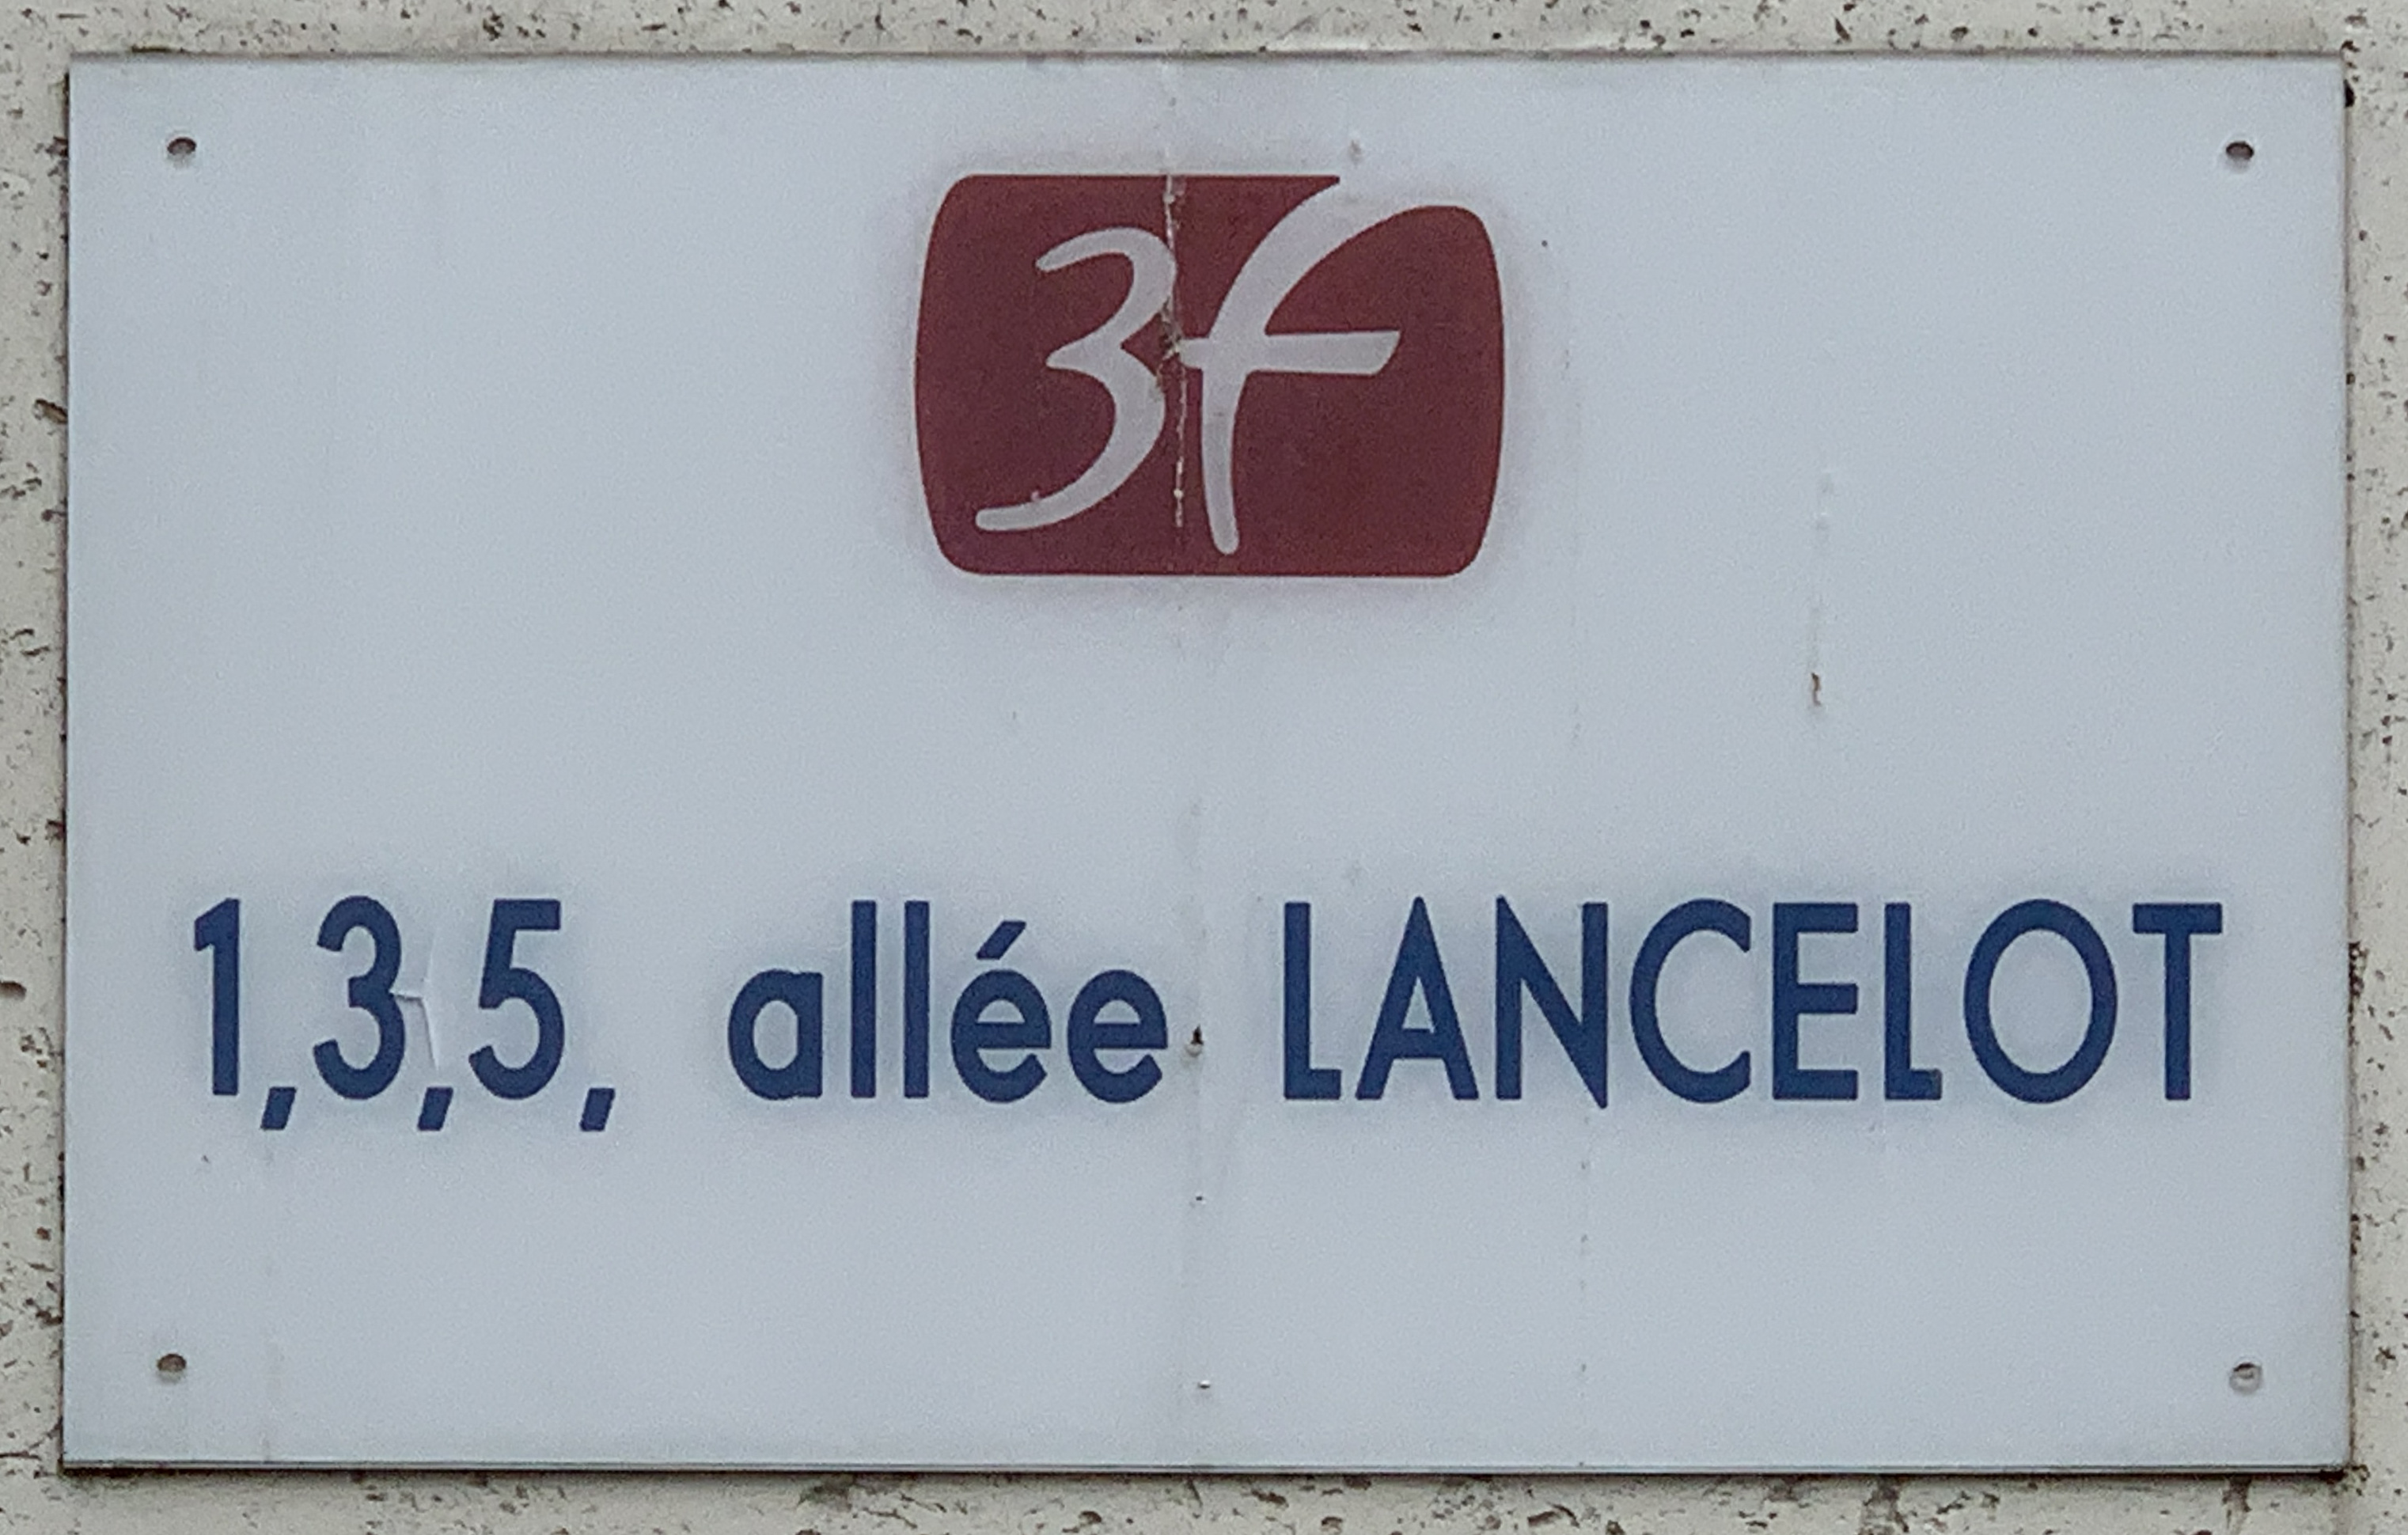 3f
1,3,5, allée LANCELOT